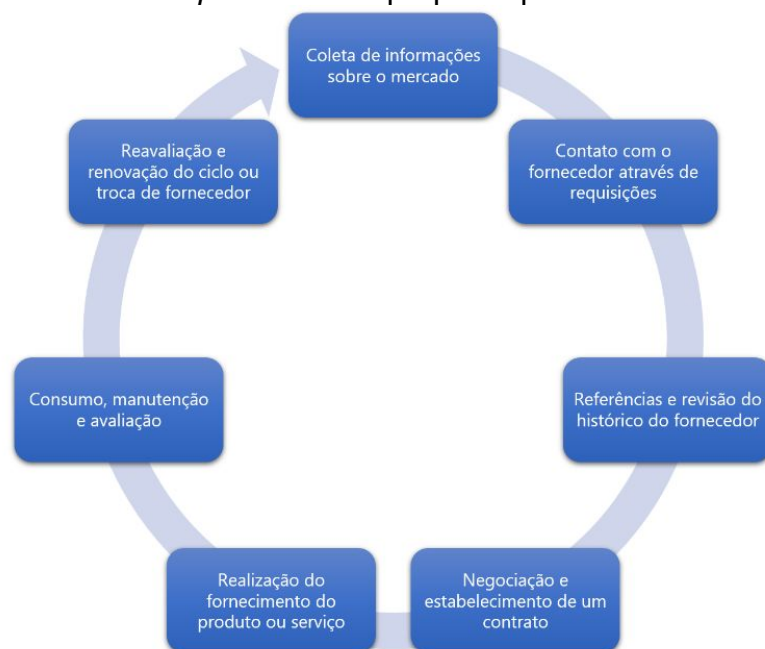 Coleta de informações
sobre o mercado
Contato com o
fornecedor através de
requisições
Referências e revisão do
histórico do fornecedor
Negociação e
estabelecimento de um
contrato
Realização do
fornecimento do
produto ou serviço
Consumo, manutenção
e avaliação
Reavaliação e
renovação do ciclo ou
troca de fornecedor